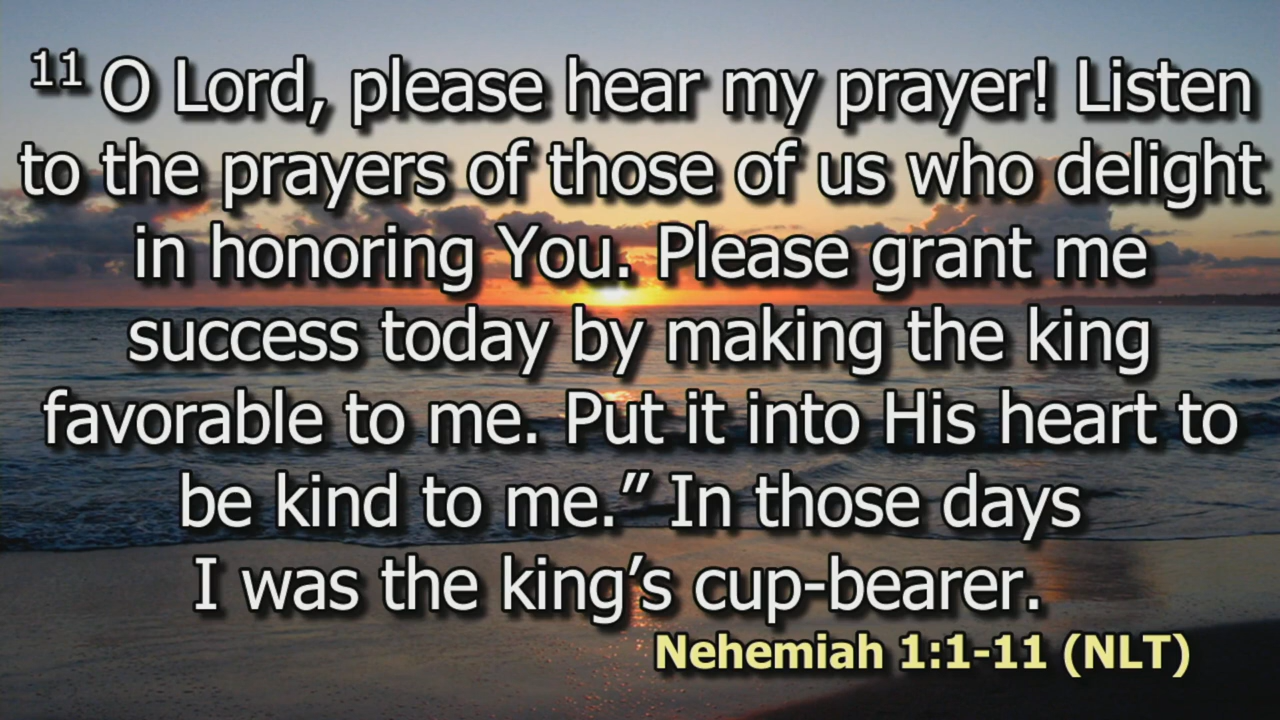 11 O Lord, please hear my prayer! Listen
to the prayers of those of us who delight
in honoring You. Please grant me
success today by making the king
favorable to me. Put it into His heart to
be kind to me.” In those days
I was the king’s cup-bearer.
Nehemiah 1:1-11 (NLT)